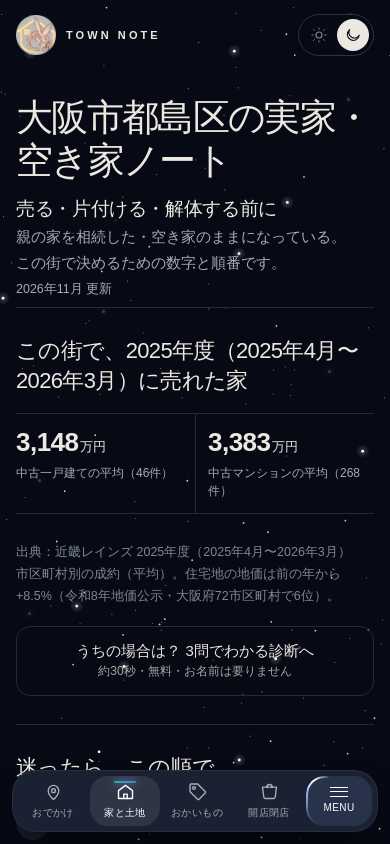 TOWN NOTE
大阪市都島区の実家・
空き家ノート
売る・片付ける・解体する前に
親の家を相続した・空き家のままになっている。
この街で決めるための数字と順番です。
2026年11月 更新
この街で、2025年度（2025年4月〜
2026年3月）に売れた家
3,148万円
中古一戸建ての平均（46件）
3,383万円
中古マンションの平均（268
件）
出典：近畿レインズ 2025年度（2025年4月〜2026年3月）
市区町村別の成約（平均）。住宅地の地価は前の年から
+8.5%（令和8年地価公示・大阪府72市区町村で6位）。
うちの場合は？ 3問でわかる診断へ
約30秒・無料・お名前は要りません
迷ったら、この順で
おでかけ
家と土地
おかいもの
開店閉店
MENU